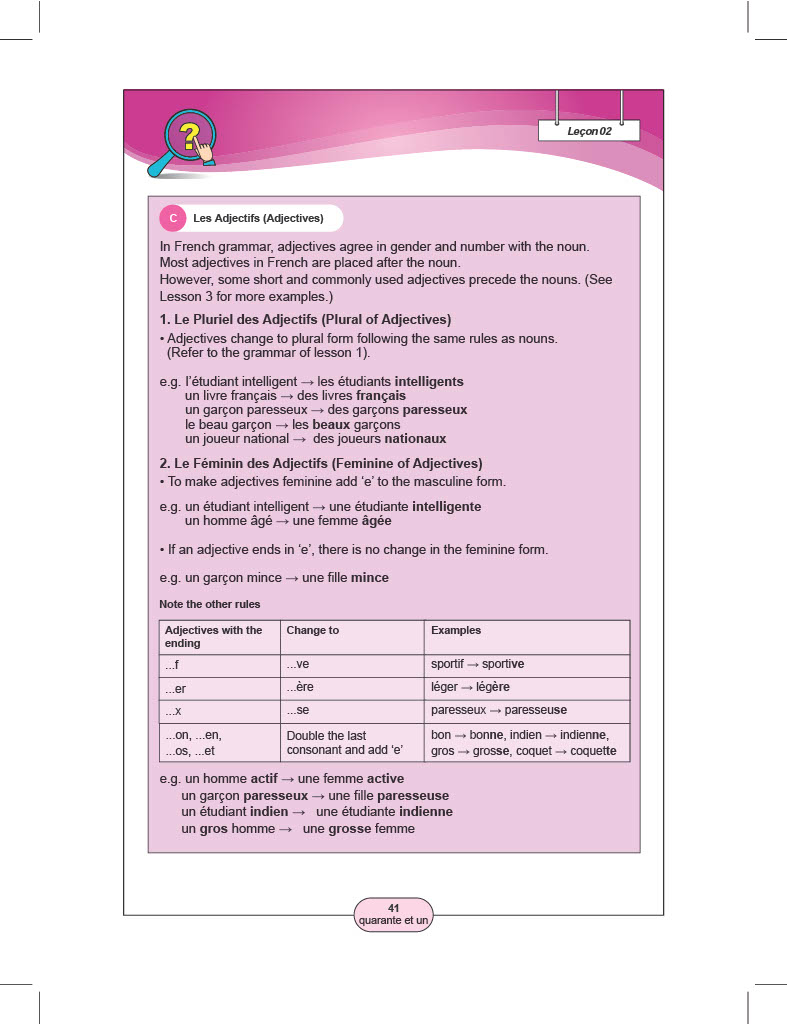 ?
Leçon 02
C Les Adjectifs (Adjectives)
In French grammar, adjectives agree in gender and number with the noun.
Most adjectives in French are placed after the noun.
However, some short and commonly used adjectives precede the nouns. (See
Lesson 3 for more examples.)
1. Le Pluriel des Adjectifs (Plural of Adjectives)
• Adjectives change to plural form following the same rules as nouns.
(Refer to the grammar of lesson 1).
e.g. l'étudiant intelligent → les étudiants intelligents
un livre français → des livres français
un garçon paresseux → des garçons paresseux
le beau garçon → les beaux garçons
un joueur national → des joueurs nationaux
2. Le Féminin des Adjectifs (Feminine of Adjectives)
• To make adjectives feminine add ‘e’ to the masculine form.
e.g. un étudiant intelligent → une étudiante intelligente
un homme âgé → une femme âgée
• If an adjective ends in ‘e’, there is no change in the feminine form.
e.g. un garçon mince → une fille mince
Note the other rules
Adjectives with the ending Change to Examples
...f ...ve sportif → sportive
...er ...ère léger → légère
...x ...se paresseux → paresseuse
...on, ...en, Double the last bon → bonne, indien → indienne,
...os, ...et consonant and add ‘e’ gros → grosse, coquet → coquette
e.g. un homme actif → une femme active
un garçon paresseux → une fille paresseuse
un étudiant indien → une étudiante indienne
un gros homme → une grosse femme
41
quarante et un